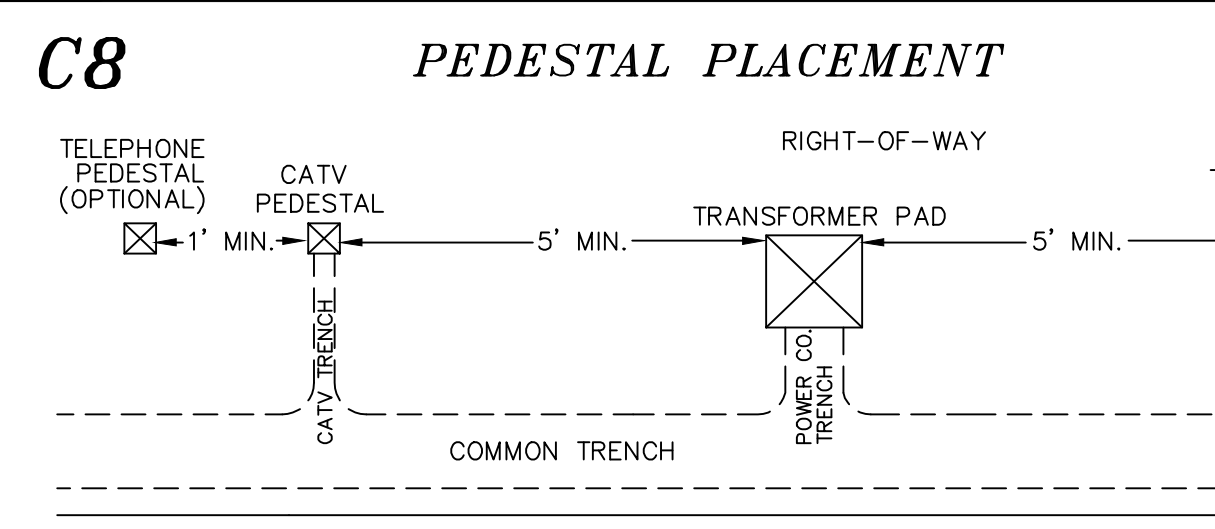 C8
PEDESTAL PLACEMENT
RIGHT-OF-WAY
TELEPHONE
PEDESTAL
(OPTIONAL)
CATV
PEDESTAL
TRANSFORMER PAD
1' MIN.
5' MIN.
5' MIN.
CATV TRENCH
POWER CO.
TRENCH
COMMON TRENCH